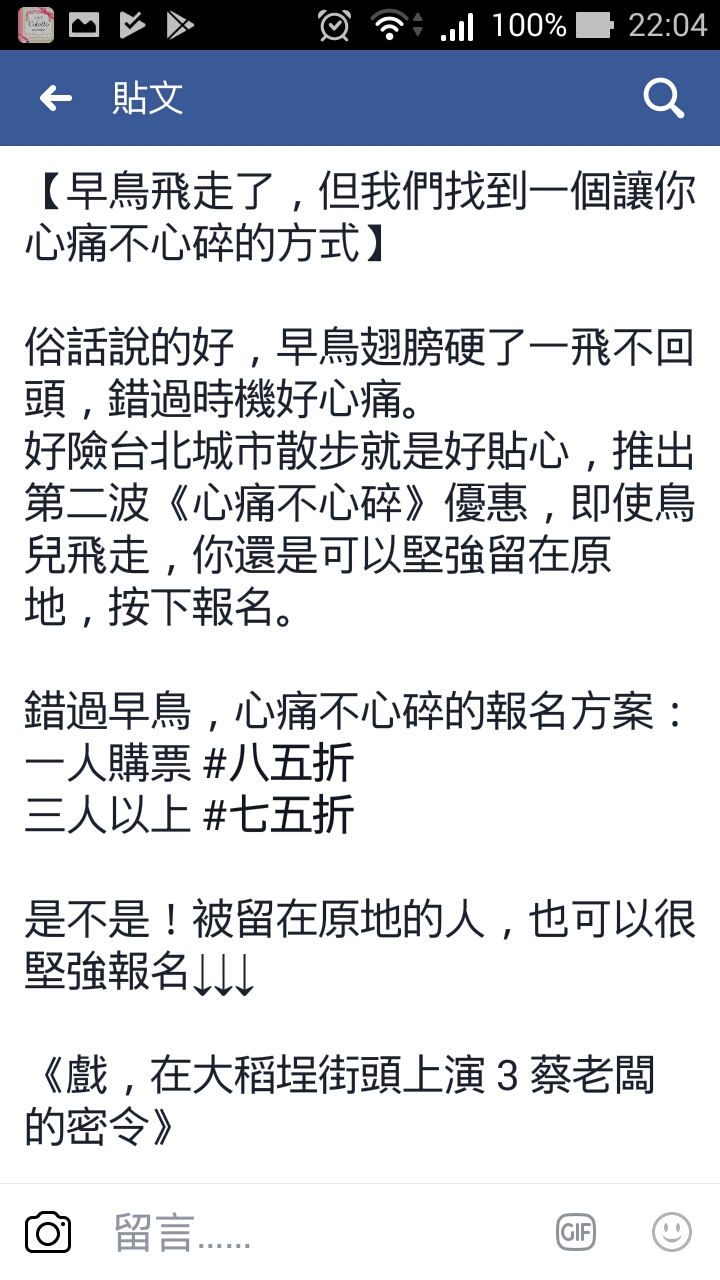 100% 22:04
貼文
【早鳥飛走了，但我們找到一個讓你
心痛不心碎的方式】
俗話說的好，早鳥翅膀硬了一飛不回
頭，錯過時機好心痛。
好險台北城市散步就是好貼心，推出
第二波《心痛不心碎》優惠，即使鳥
兒飛走，你還是可以堅強留在原
地，按下報名。
錯過早鳥，心痛不心碎的報名方案：
一人購票 #八五折
三人以上 #七五折
是不是！被留在原地的人，也可以很
堅強報名↓↓↓
《戲，在大稻埕街頭上演 3 蔡老闆
的密令》
留言…… GIF